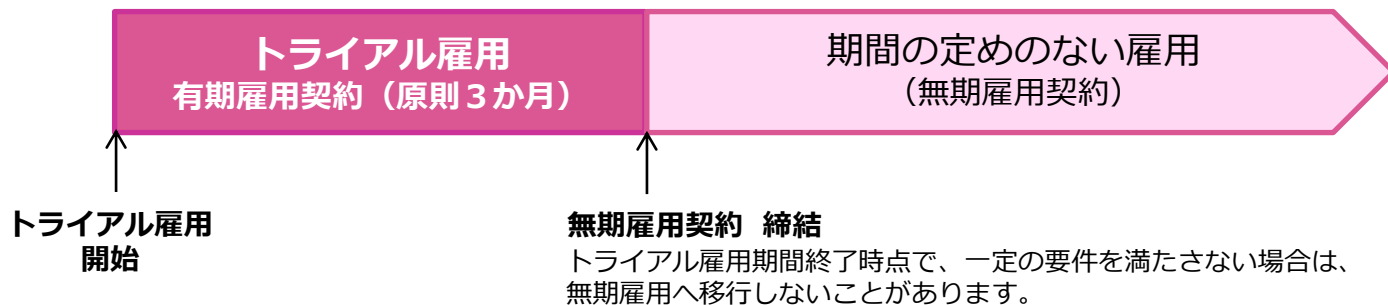 トライアル雇用
有期雇用契約（原則３か月）
期間の定めのない雇用
（無期雇用契約）
トライアル雇用
開始
無期雇用契約 締結
トライアル雇用期間終了時点で、一定の要件を満たさない場合は、
無期雇用へ移行しないことがあります。